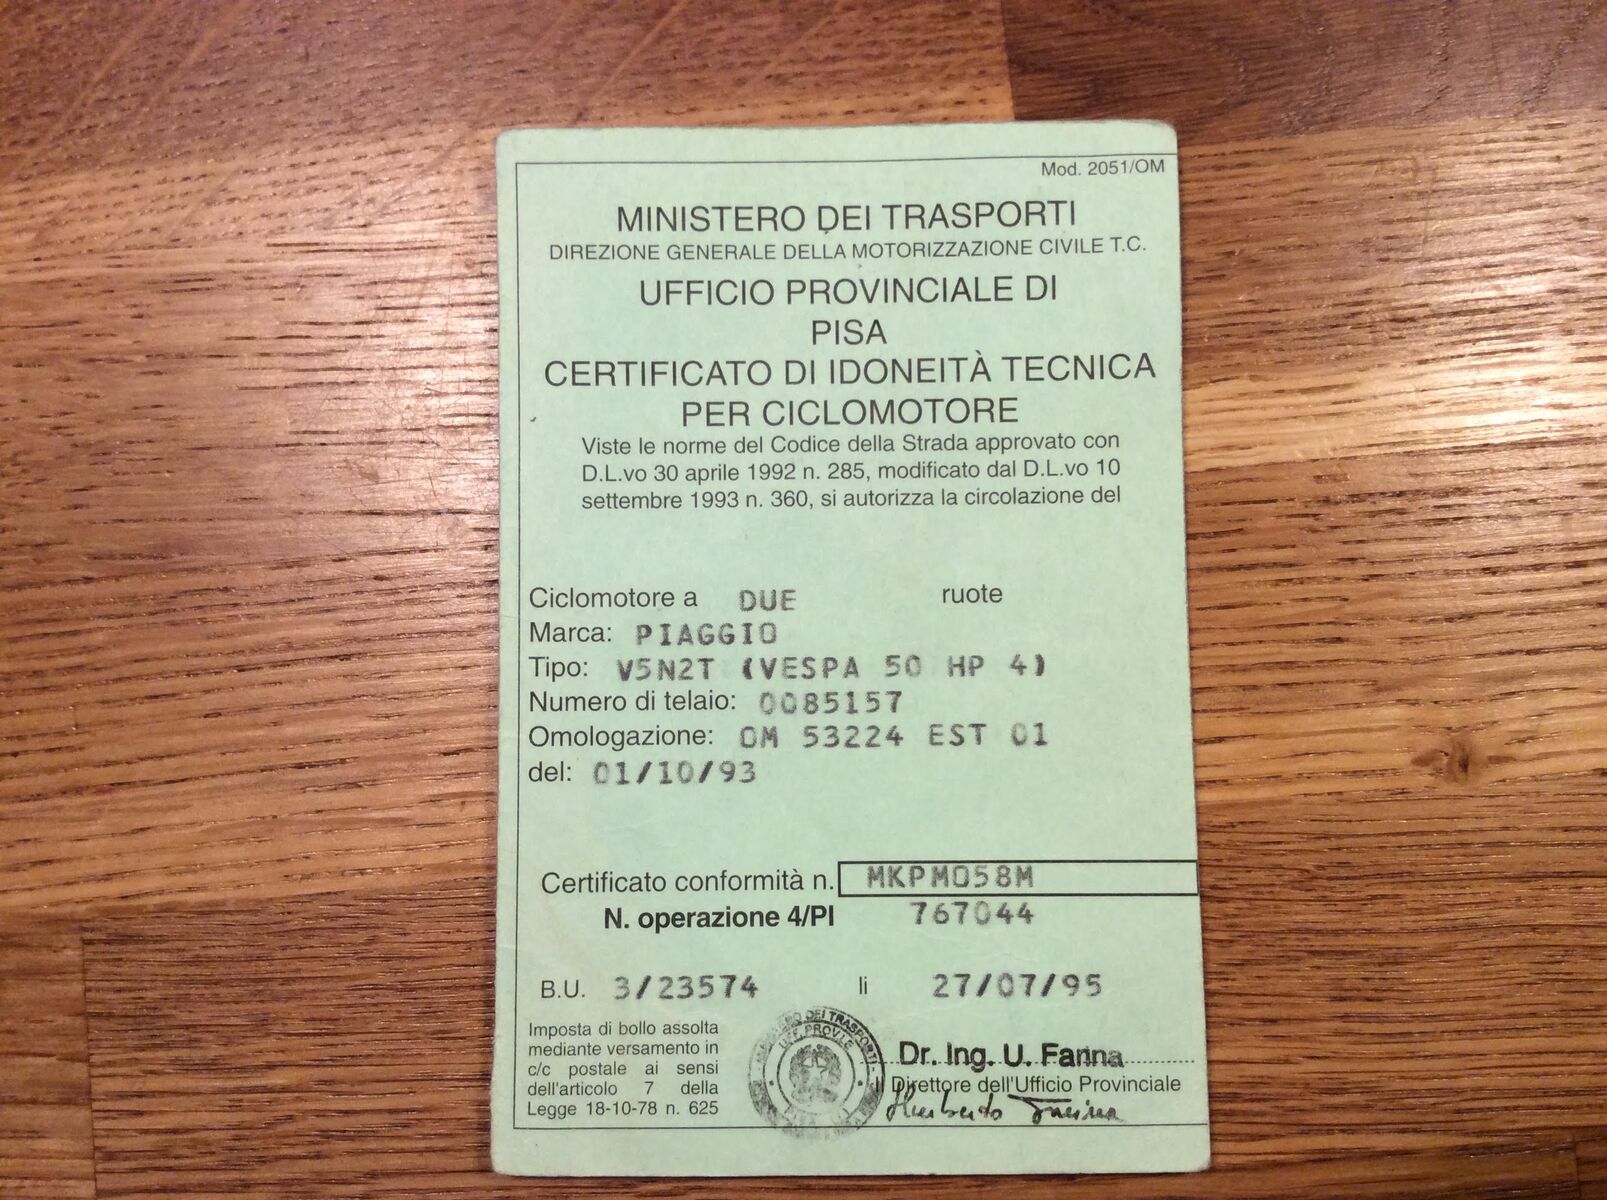 Mod. 2051/OM
MINISTERO DEI TRASPORTI
DIREZIONE GENERALE DELLA MOTORIZZAZIONE CIVILE T.C.
UFFICIO PROVINCIALE DI
PISA
CERTIFICATO DI IDONEITÀ TECNICA
PER CICLOMOTORE
Viste le norme del Codice della Strada approvato con
D.L.vo 30 aprile 1992 n. 285, modificato dal D.L.vo 10
settembre 1993 n. 360, si autorizza la circolazione del
Ciclomotore a DUE ruote
Marca: PIAGGIO
Tipo: V5N2T (VESPA 50 HP 4)
Numero di telaio: 0085157
Omologazione: OM 53224 EST 01
del: 01/10/93
Certificato conformità n. MKPM058M
N. operazione 4/PI 767044
B.U. 3/23574 li 27/07/95
Imposta di bollo assolta
mediante versamento in
c/c postale ai sensi
dell'articolo 7 della
Legge 18-10-78 n. 625
DEI TRASPORTI
UFF. PROV.LE
Dr. Ing. U. Fanna
Il Direttore dell'Ufficio Provinciale